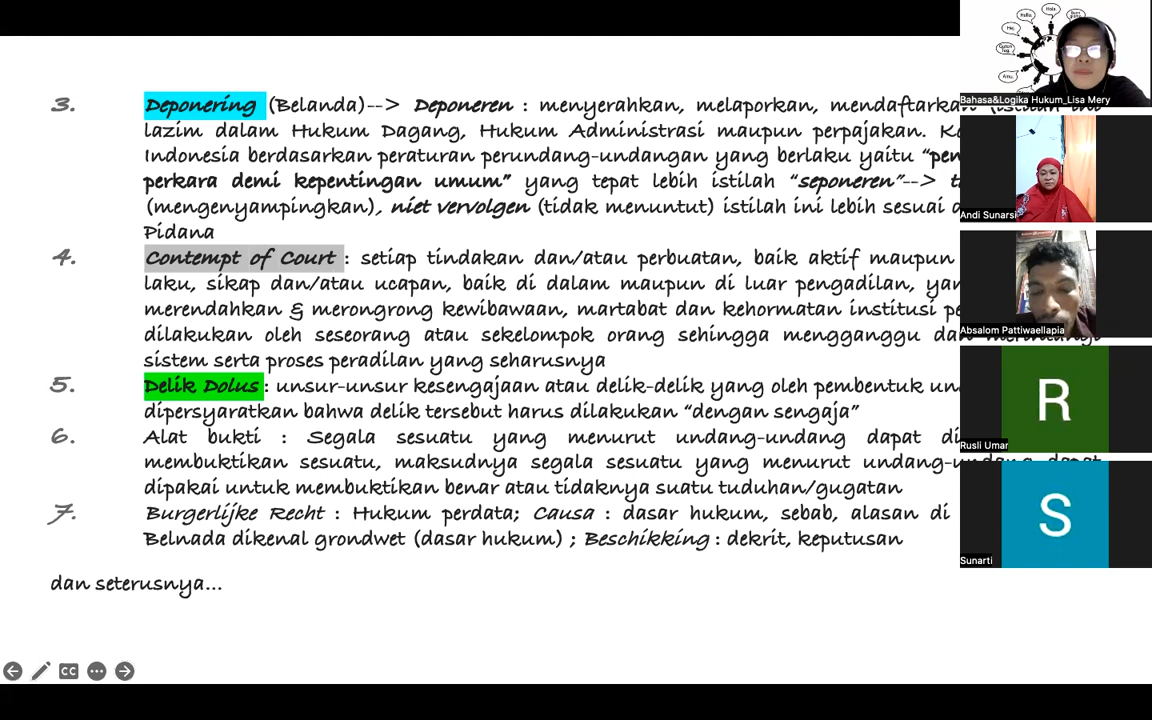 3. Deponering (Belanda)--> Deponeren : menyerahkan, melaporkan, mendaftarkan
lazim dalam Hukum Dagang, Hukum Administrasi maupun perpajakan.
Indonesia berdasarkan peraturan perundang-undangan yang berlaku yaitu
perkara demi kepentingan umum” yang tepat lebih istilah “seponeren”-->
(mengenyampingkan), niet vervolgen (tidak menuntut) istilah ini lebih sesuai
Pidana
4. Contempt of Court : setiap tindakan dan/atau perbuatan, baik aktif maupun
laku, sikap dan/atau ucapan, baik di dalam maupun di luar pengadilan,
merendahkan & merongrong kewibawaan, martabat dan kehormatan institusi
dilakukan oleh seseorang atau sekelompok orang sehingga mengganggu
sistem serta proses peradilan yang seharusnya
5. Delik Dolus : unsur-unsur kesengajaan atau delik-delik yang oleh pembentuk
dipersyaratkan bahwa delik tersebut harus dilakukan “dengan sengaja”
6. Alat bukti : Segala sesuatu yang menurut undang-undang dapat
membuktikan sesuatu, maksudnya segala sesuatu yang menurut
dipakai untuk membuktikan benar atau tidaknya suatu tuduhan/gugatan
7. Burgerlijke Recht : Hukum perdata; Causa : dasar hukum, sebab, alasan di
Belnada dikenal grondwet (dasar hukum) ; Beschikking : dekrit, keputusan
dan seterusnya...
CC
Bahasa&Logika Hukum_Lisa Mery
Andi Sunarsi
Absalom Pattiwaellapia
R
Rusli Umar
S
Sunarti